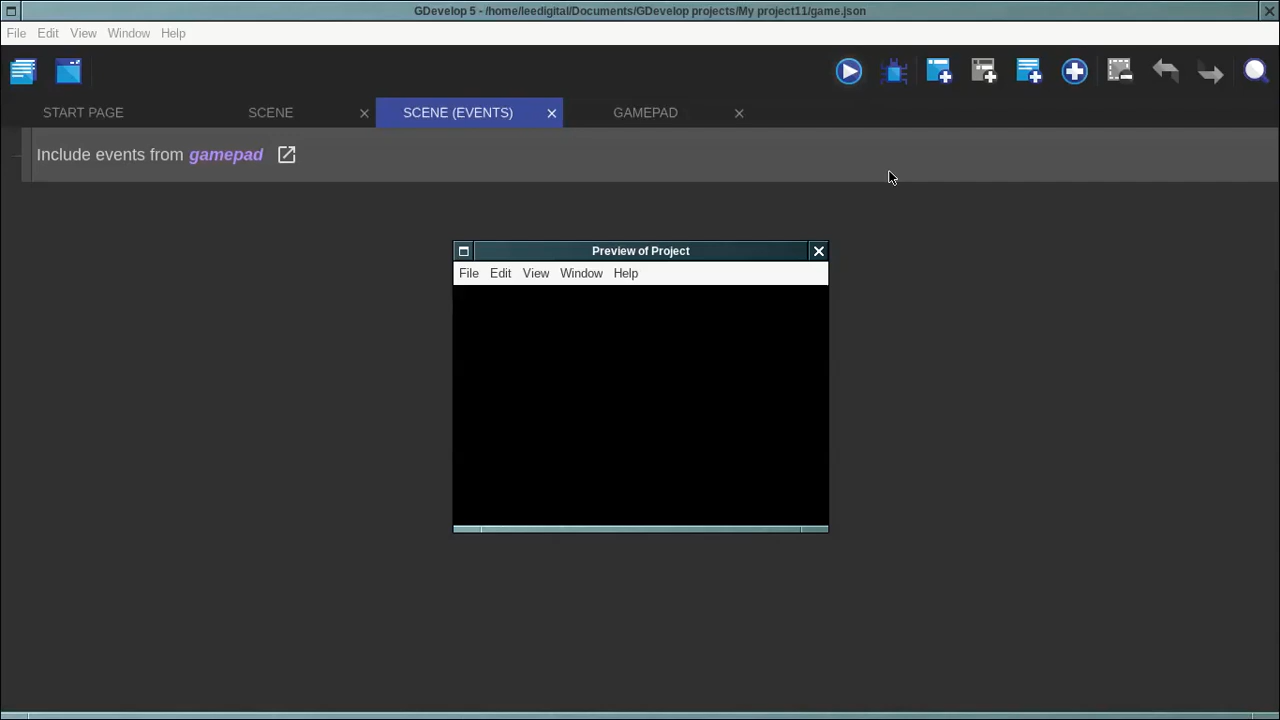 GDevelop 5 - /home/leedigital/Documents/GDevelop projects/My project11/game.json
File Edit View Window Help
START PAGE SCENE SCENE (EVENTS) GAMEPAD
Include events from gamepad
Preview of Project
File Edit View Window Help